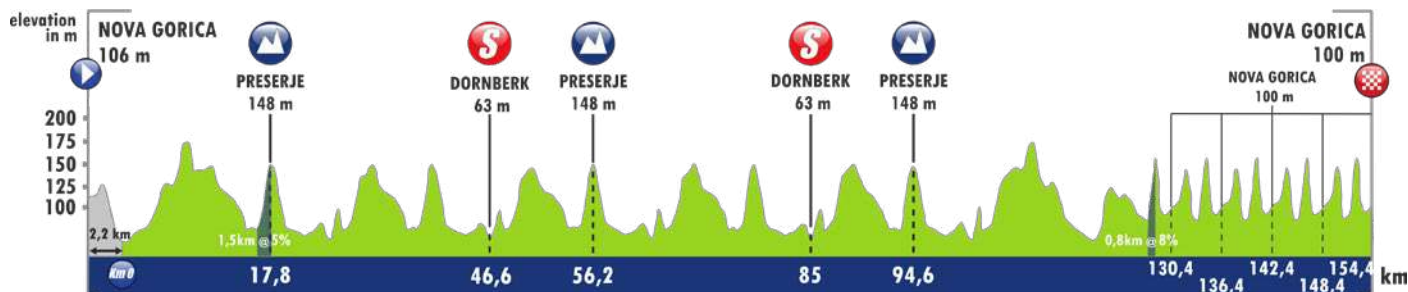 elevation
in m
NOVA GORICA
106 m
PRESERJE
148 m
S
DORNBERK
63 m
PRESERJE
148 m
S
DORNBERK
63 m
PRESERJE
148 m
NOVA GORICA
100 m
NOVA GORICA
100 m
200
175
150
125
100
2,2 km
1,5km @ 5%
0,8km @ 8%
Km 0
17,8
46,6
56,2
85
94,6
130,4
136,4
142,4
148,4
154,4
km